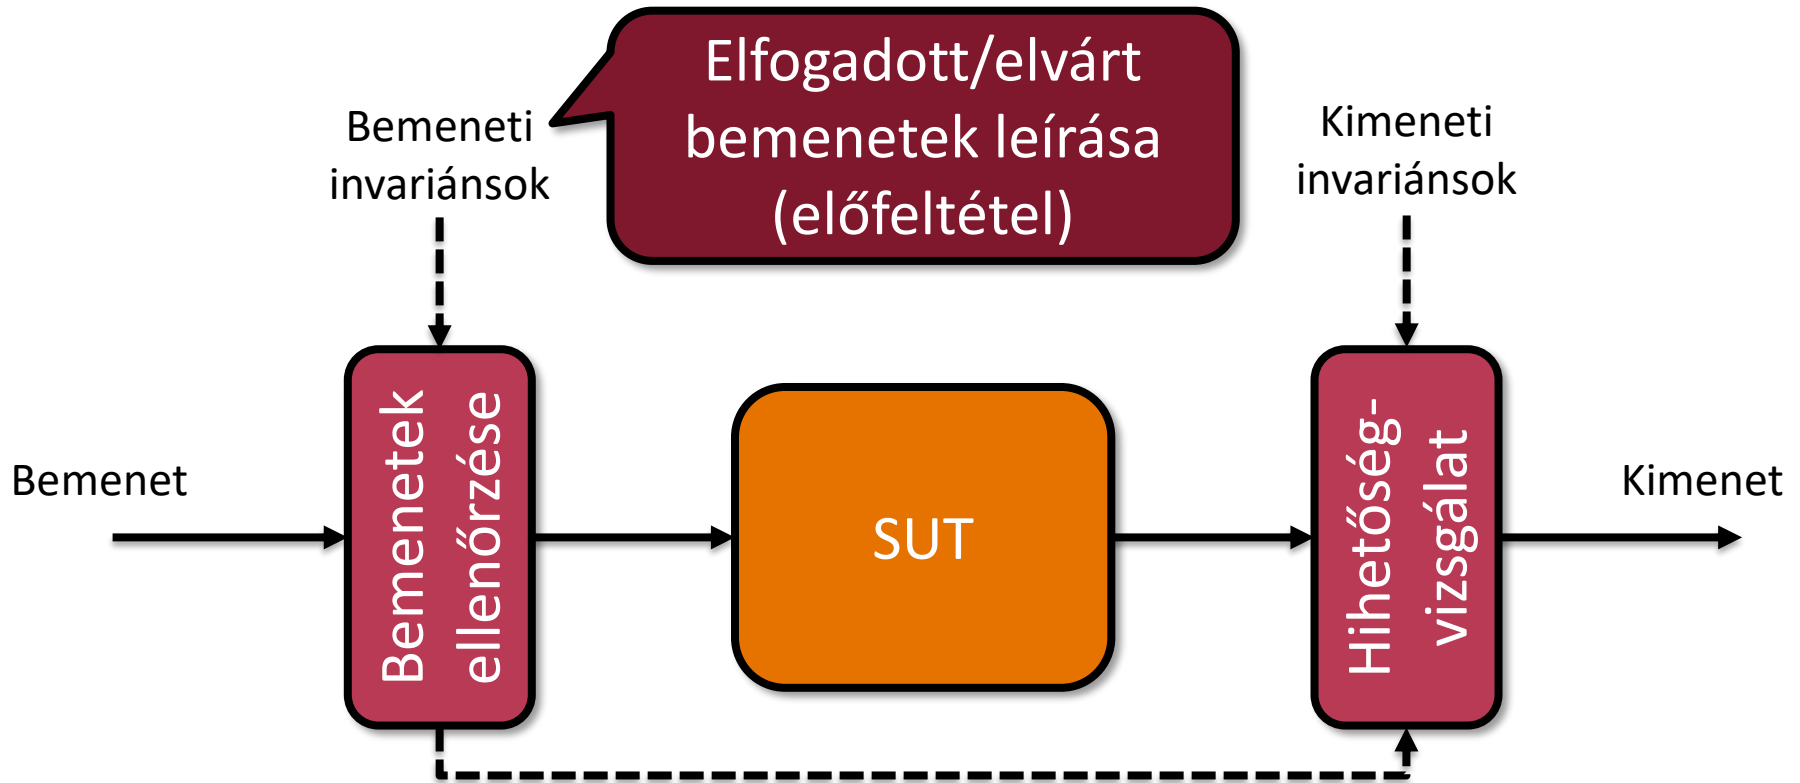 Elfogadott/elvárt
bemenetek leírása
(előfeltétel)
Bemeneti
invariánsok
Kimeneti
invariánsok
Bemenet
Bemenetek
ellenőrzése
SUT
Hihetőség-
vizsgálat
Kimenet